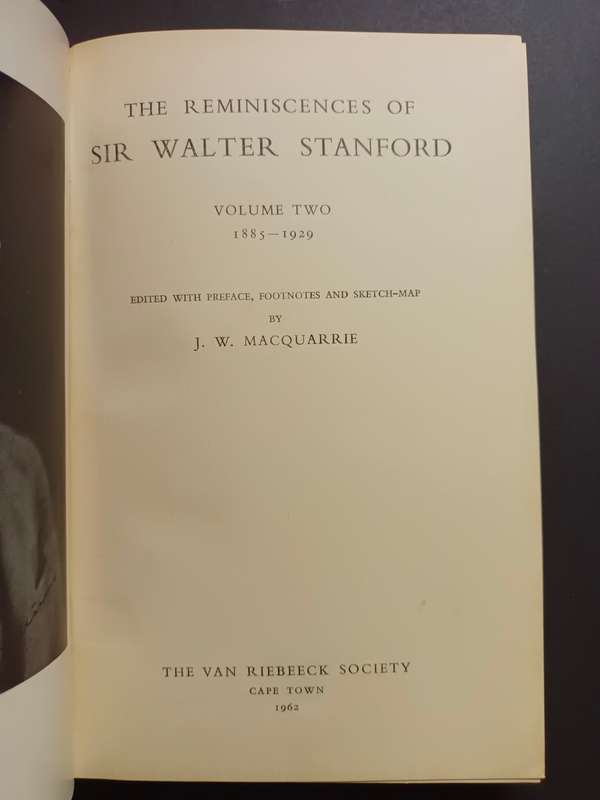 THE REMINISCENCES OF
SIR WALTER STANFORD
VOLUME TWO
1885—1929
EDITED WITH PREFACE, FOOTNOTES AND SKETCH-MAP
BY
J. W. MACQUARRIE
THE VAN RIEBEECK SOCIETY
CAPE TOWN
1962